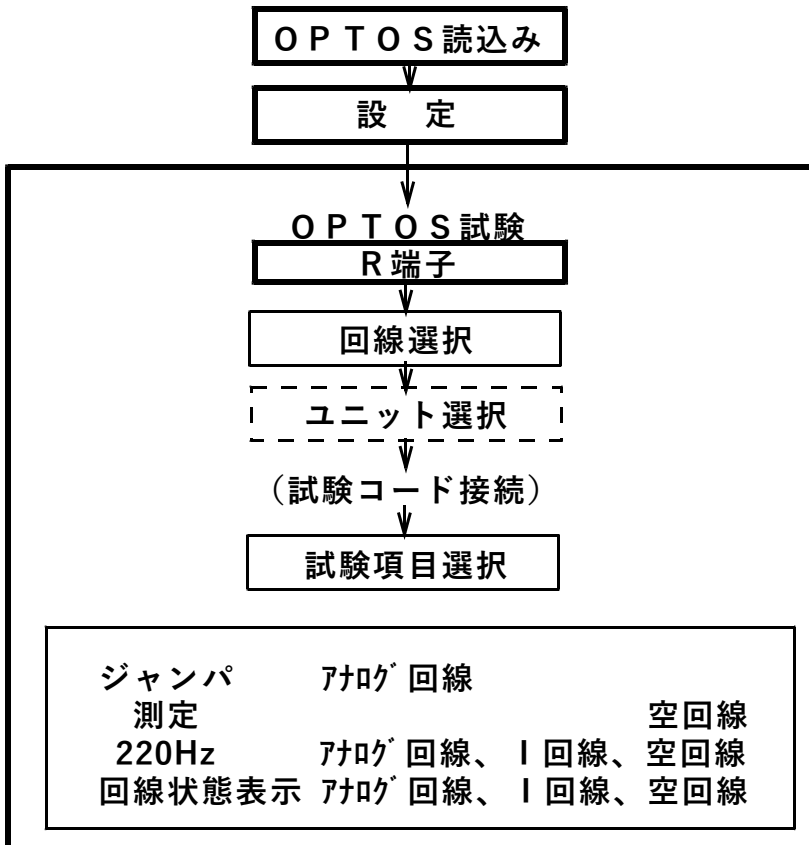 ＯＰＴＯＳ読込み
設　定
ＯＰＴＯＳ試験
Ｒ端子
回線選択
ユニット選択
（試験コード接続）
試験項目選択
ジャンパ　ｱﾅﾛｸﾞ回線
測定　空回線
220Hz　ｱﾅﾛｸﾞ回線、Ｉ回線、空回線
回線状態表示　ｱﾅﾛｸﾞ回線、Ｉ回線、空回線